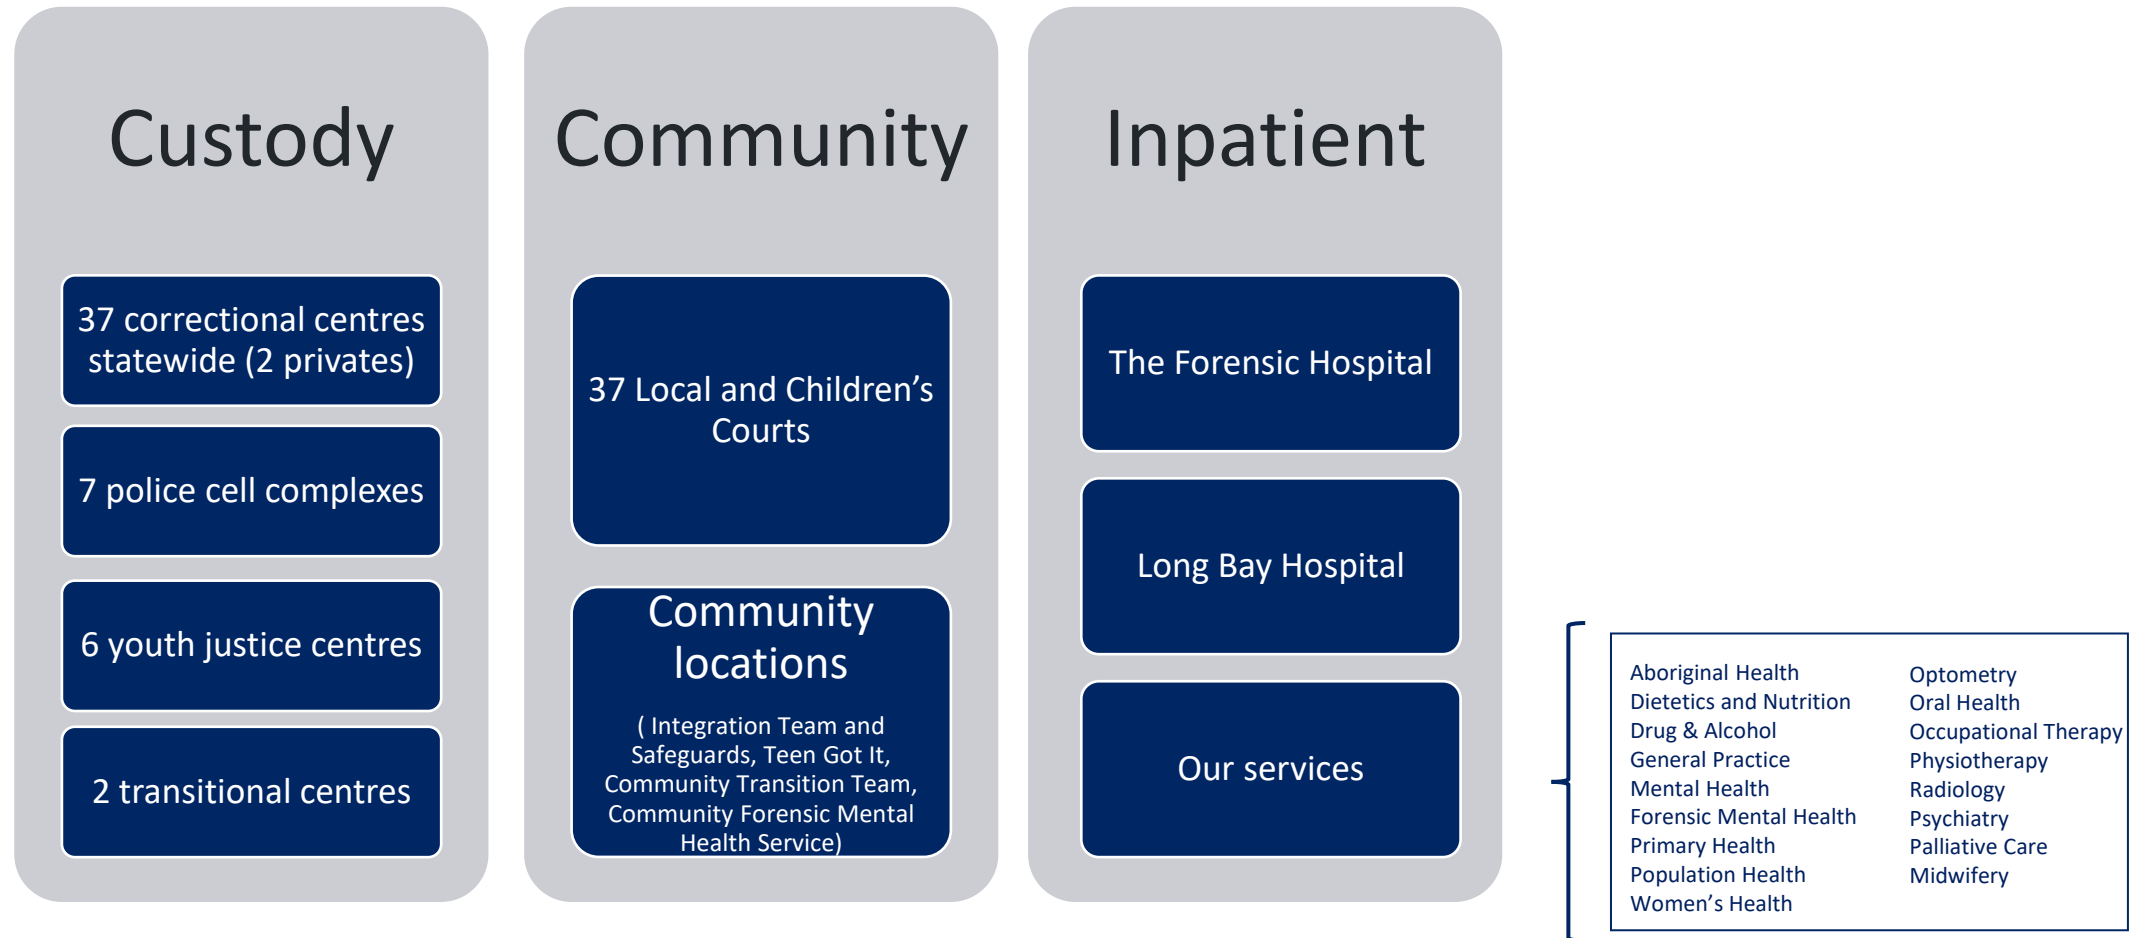 Custody
37 correctional centres
statewide (2 privates)
7 police cell complexes
6 youth justice centres
2 transitional centres
Community
37 Local and Children’s
Courts
Community
locations
( Integration Team and
Safeguards, Teen Got It,
Community Transition Team,
Community Forensic Mental
Health Service)
Inpatient
The Forensic Hospital
Long Bay Hospital
Our services
Aboriginal Health
Dietetics and Nutrition
Drug & Alcohol
General Practice
Mental Health
Forensic Mental Health
Primary Health
Population Health
Women’s Health
Optometry
Oral Health
Occupational Therapy
Physiotherapy
Radiology
Psychiatry
Palliative Care
Midwifery